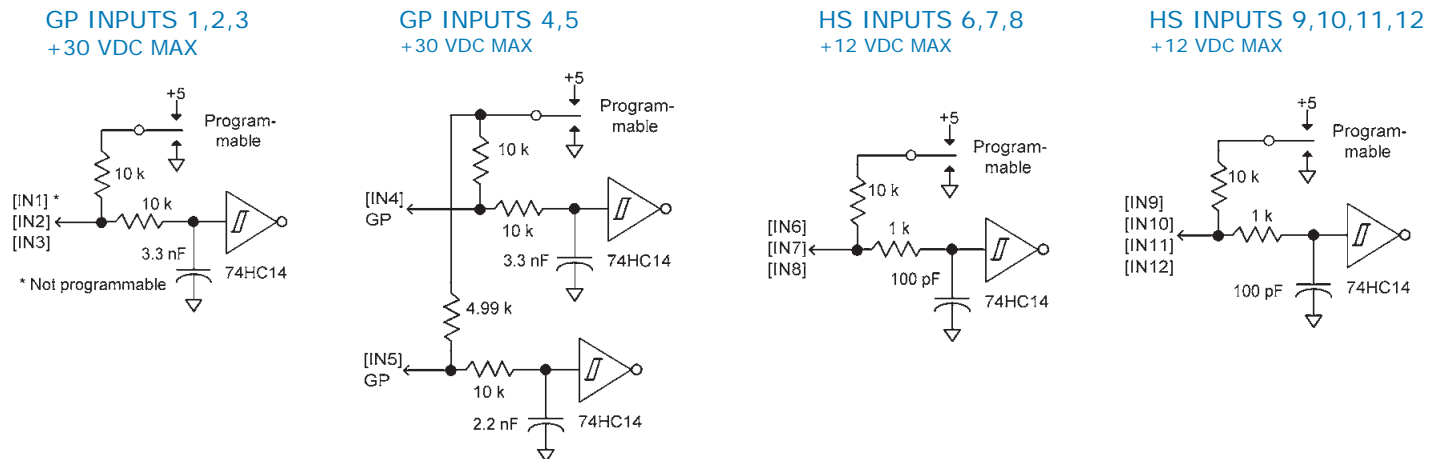 GP INPUTS 1,2,3
+30 VDC MAX
+5
Program-
mable
10 k
[IN1] *
[IN2]
[IN3]
10 k
3.3 nF
74HC14
* Not programmable
GP INPUTS 4,5
+30 VDC MAX
+5
Program-
mable
10 k
[IN4]
GP
10 k
3.3 nF
74HC14
4.99 k
[IN5]
GP
10 k
2.2 nF
74HC14
HS INPUTS 6,7,8
+12 VDC MAX
+5
Program-
mable
10 k
[IN6]
[IN7]
[IN8]
1 k
100 pF
74HC14
HS INPUTS 9,10,11,12
+12 VDC MAX
+5
Program-
mable
10 k
[IN9]
[IN10]
[IN11]
[IN12]
1 k
100 pF
74HC14